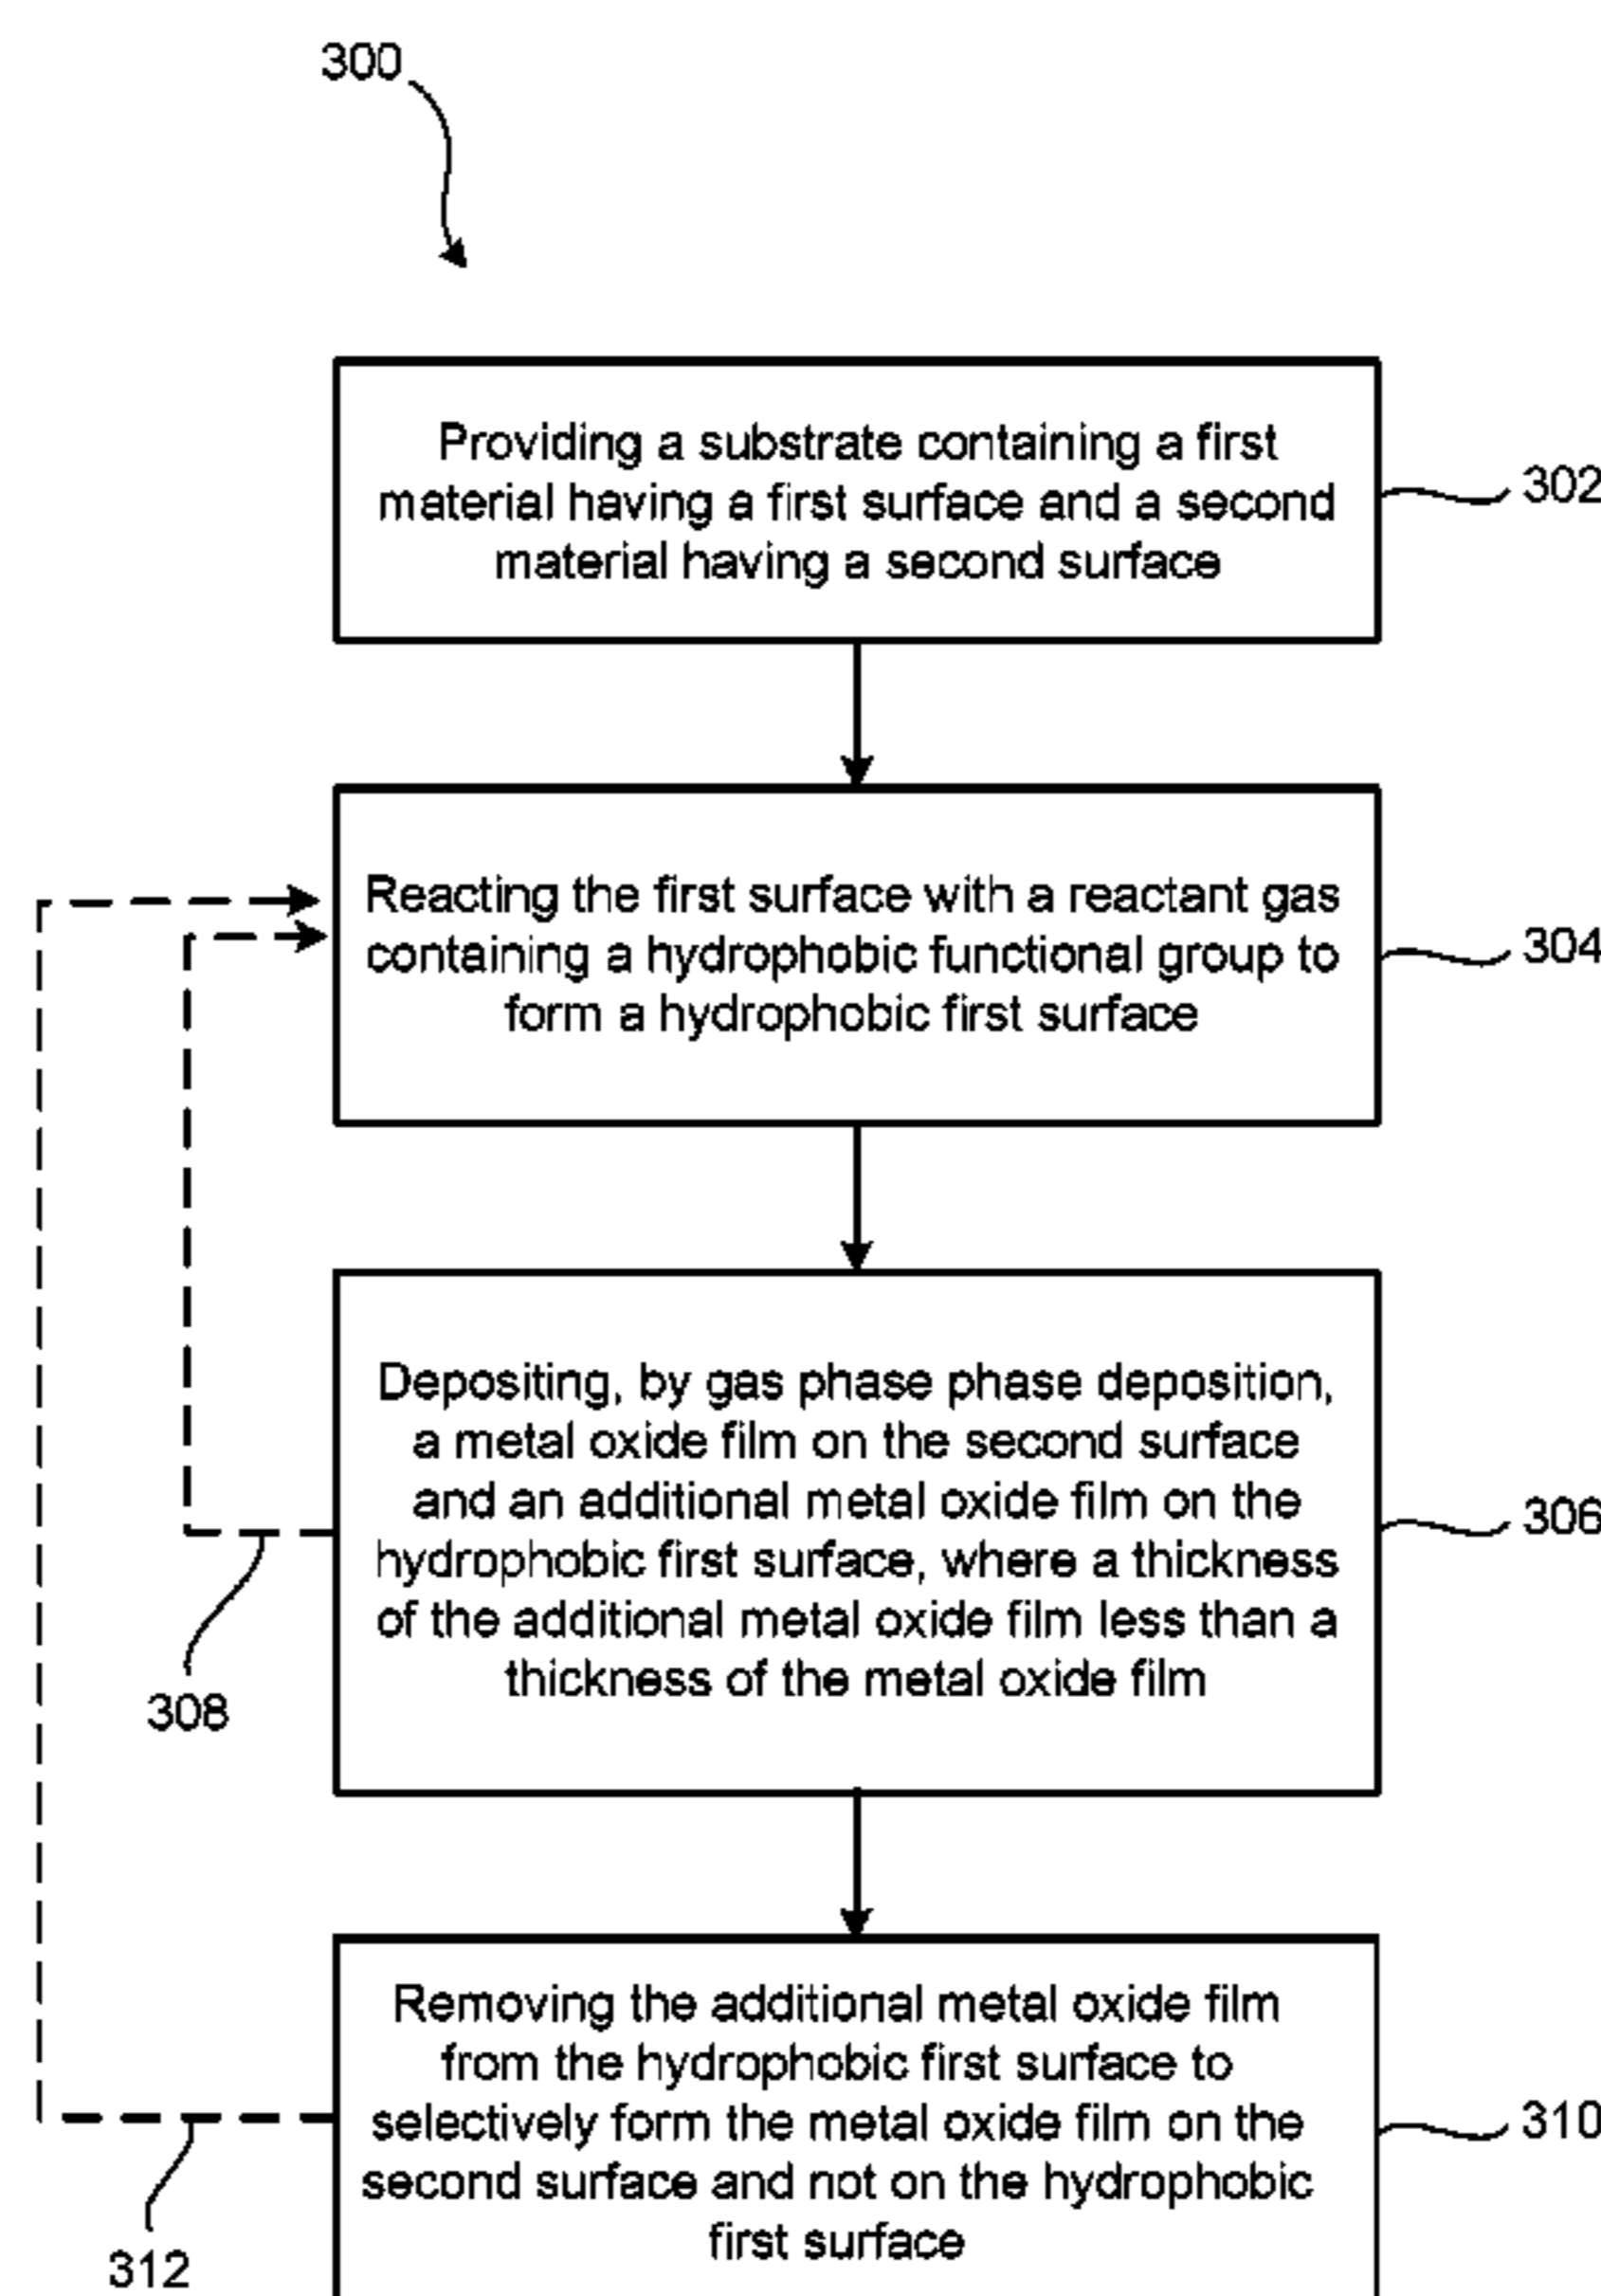 300
Providing a substrate containing a first
material having a first surface and a second
material having a second surface
302
Reacting the first surface with a reactant gas
containing a hydrophobic functional group to
form a hydrophobic first surface
304
Depositing, by gas phase phase deposition,
a metal oxide film on the second surface
and an additional metal oxide film on the
hydrophobic first surface, where a thickness
of the additional metal oxide film less than a
thickness of the metal oxide film
306
308
Removing the additional metal oxide film
from the hydrophobic first surface to
selectively form the metal oxide film on the
second surface and not on the hydrophobic
first surface
310
312